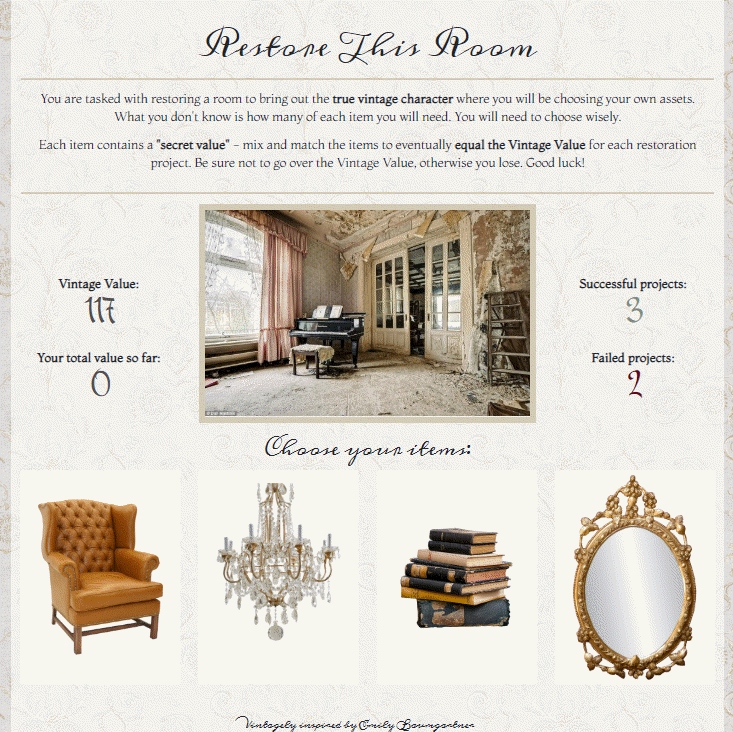 Restore This Room
You are tasked with restoring a room to bring out the true vintage character where you will be choosing your own assets.
What you don't know is how many of each item you will need. You will need to choose wisely.
Each item contains a "secret value" – mix and match the items to eventually equal the Vintage Value for each restoration
project. Be sure not to go over the Vintage Value, otherwise you lose. Good luck!
Vintage Value:
117
Your total value so far:
0
Successful projects:
3
Failed projects:
2
Choose your items:
Vintagely inspired by Emily Baumgartner